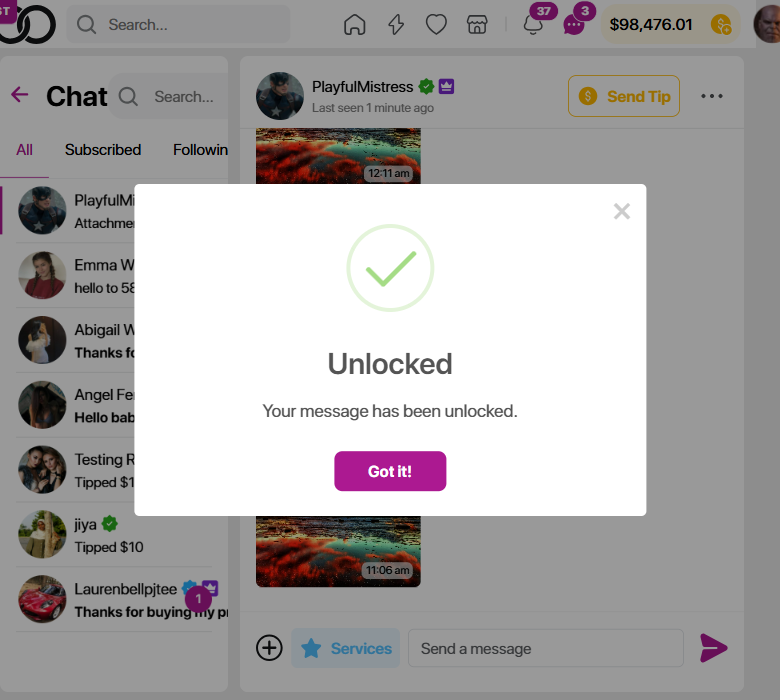 ST
Search...
37
3
$98,476.01
Chat
Search...
PlayfulMistress
Last seen 1 minute ago
Send Tip
All
Subscribed
Followin
12:11 am
PlayfulMi
Attachme
Emma W
hello to 58
Abigail W
Thanks fo
Angel Fe
Hello bab
Testing R
Tipped $1
jiya
Tipped $10
Laurenbellpjtee
1
Thanks for buying my pr
Unlocked
Your message has been unlocked.
Got it!
11:06 am
Services
Send a message